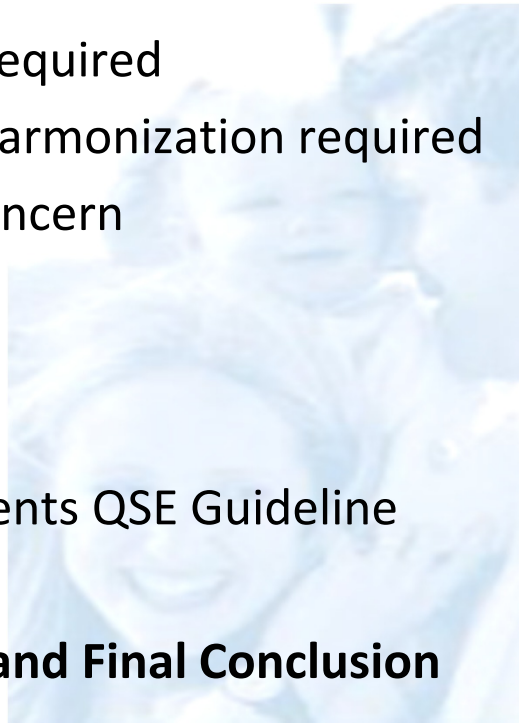 equired
armonization required
ncern
ents QSE Guideline
and Final Conclusion